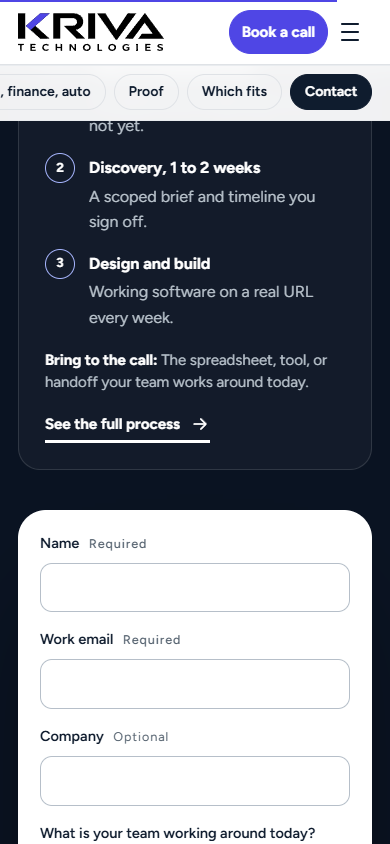 KRIVA
TECHNOLOGIES
Book a call
, finance, auto
Proof
Which fits
Contact
not yet.
2
Discovery, 1 to 2 weeks
A scoped brief and timeline you
sign off.
3
Design and build
Working software on a real URL
every week.
Bring to the call: The spreadsheet, tool, or
handoff your team works around today.
See the full process →
Name Required
Work email Required
Company Optional
What is your team working around today?